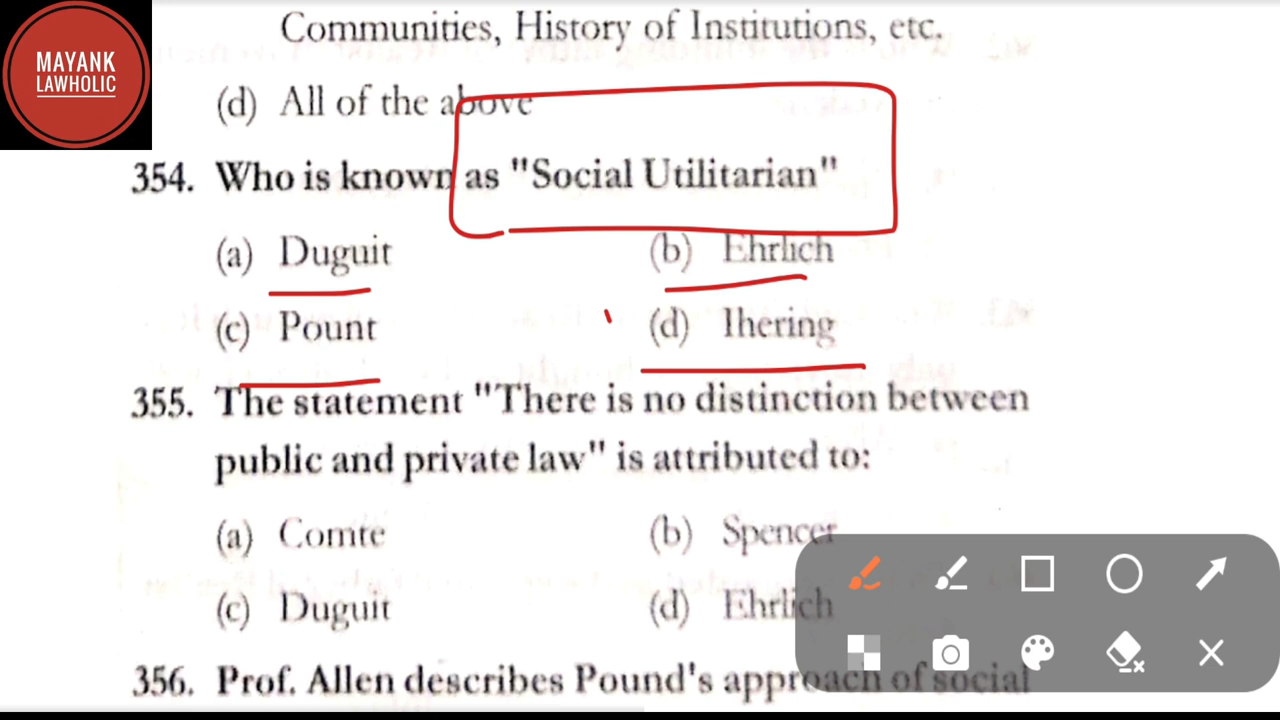 MAYANK
LAWHOLIC
Communities, History of Institutions, etc.
(d) All of the above
354. Who is known as "Social Utilitarian"
(a) Duguit (b) Ehrlich
(c) Pount (d) Ihering
355. The statement "There is no distinction between
public and private law" is attributed to:
(a) Comte (b) Spencer
(c) Duguit (d) Ehrlich
356. Prof. Allen describes Pound's approach of social